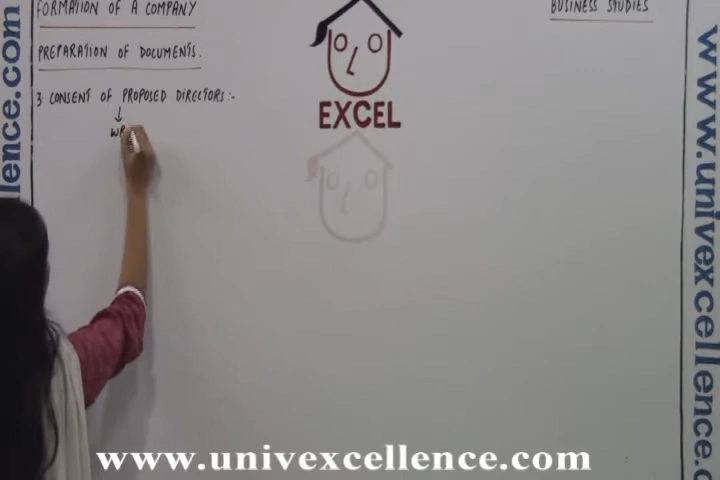 FORMATION OF A COMPANY
BUSINESS STUDIES
PREPARATION OF DOCUMENTS.
3. CONSENT OF PROPOSED DIRECTORS:-
↓
EXCEL
llence.com
www.univexcellence.c
www.univexcellence.com